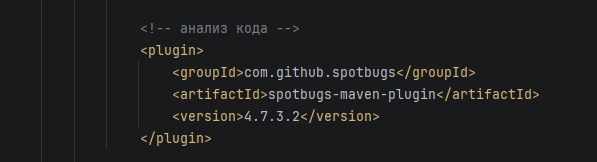 <!-- анализ кода -->
<plugin>
<groupId>com.github.spotbugs</groupId>
<artifactId>spotbugs-maven-plugin</artifactId>
<version>4.7.3.2</version>
</plugin>